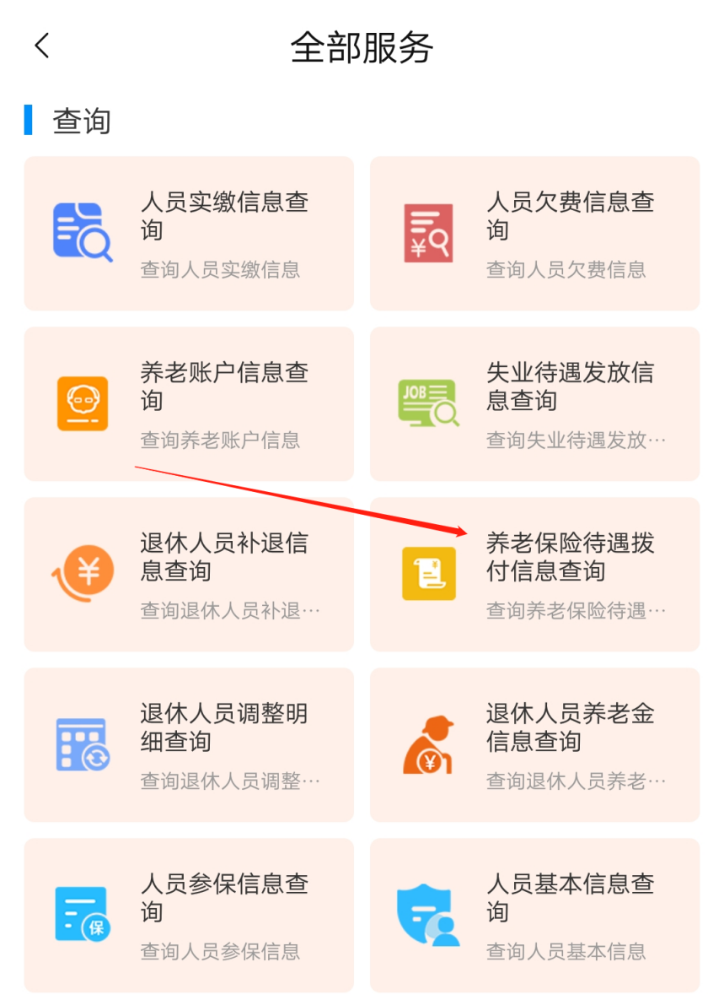 全部服务
查询
人员实缴信息查
询
查询人员实缴信息
人员欠费信息查
询
¥
查询人员欠费信息
养老账户信息查
询
查询养老账户信息
JOB
失业待遇发放信
息查询
查询失业待遇发放…
¥
退休人员补退信
息查询
查询退休人员补退…
¥
养老保险待遇拨
付信息查询
查询养老保险待遇…
退休人员调整明
细查询
查询退休人员调整…
¥
退休人员养老金
信息查询
查询退休人员养老…
保
人员参保信息查
询
查询人员参保信息
人员基本信息查
询
查询人员基本信息